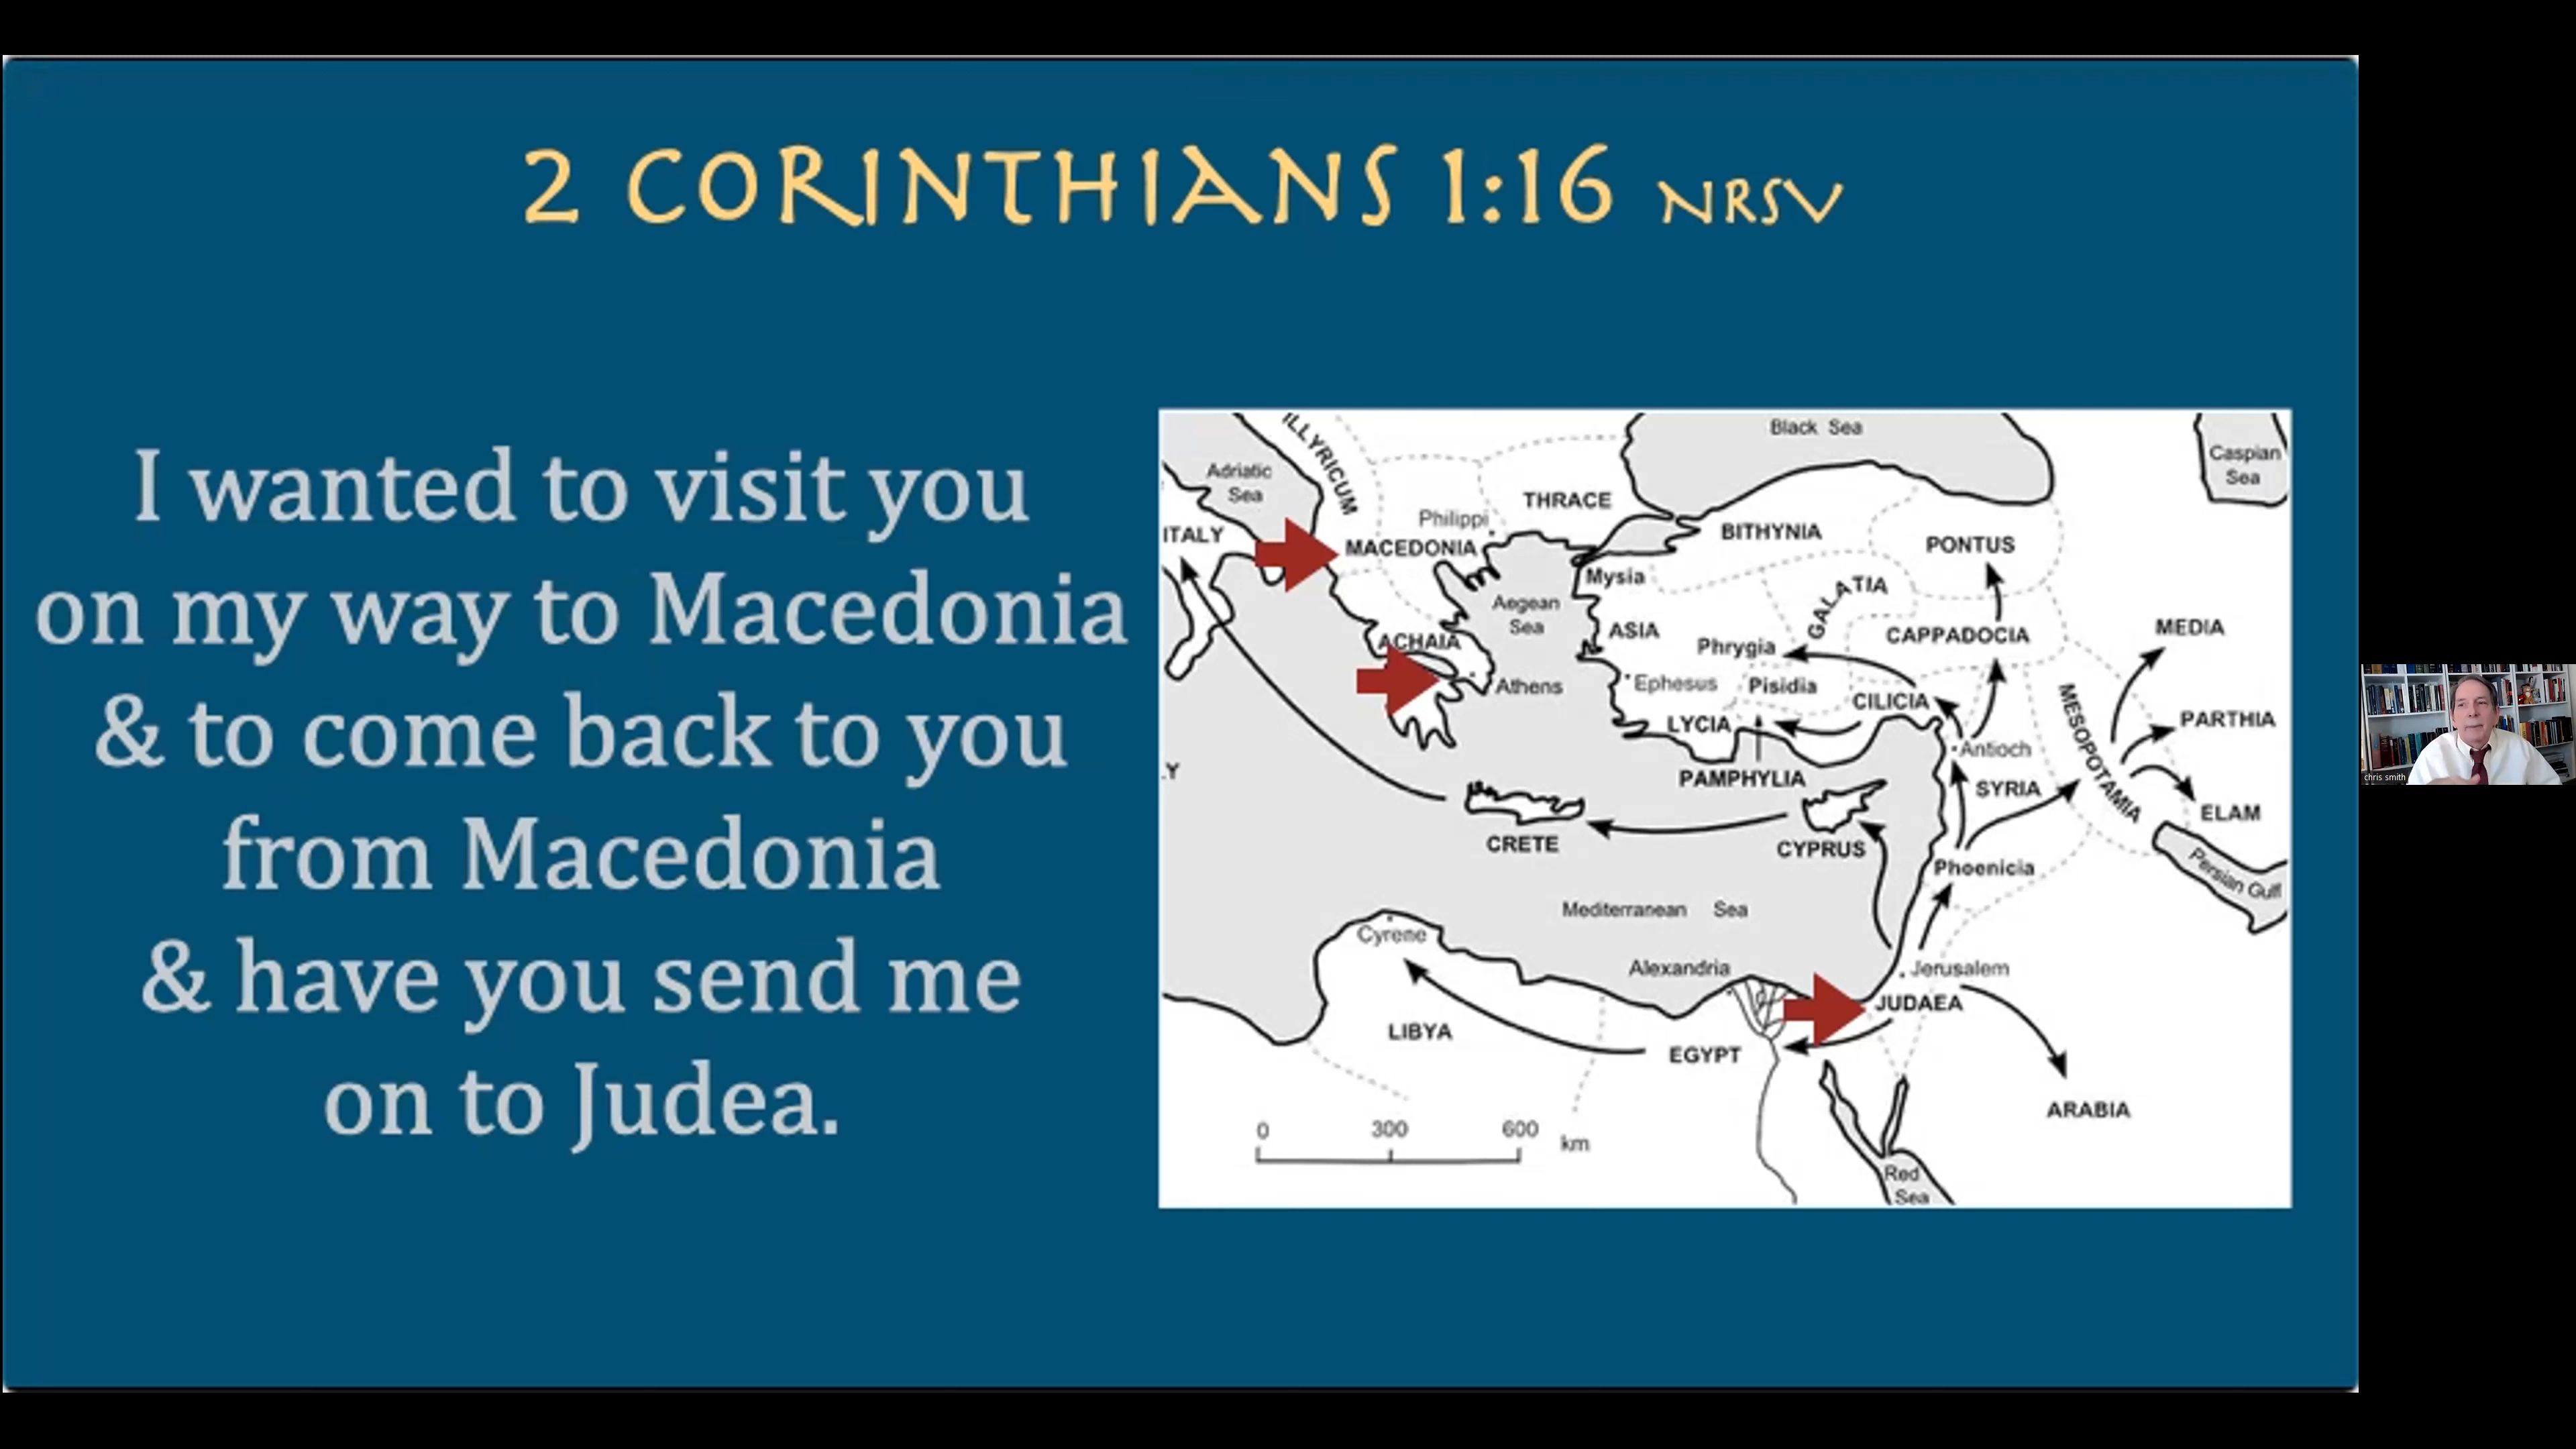 2 CORINTHIANS 1:16 NRSV
I wanted to visit you
on my way to Macedonia
& to come back to you
from Macedonia
& have you send me
on to Judea.
ILLYRICUM
Black Sea
Caspian
Sea
Adriatic
Sea
THRACE
Philippi
ITALY
MACEDONIA
BITHYNIA
PONTUS
Mysia
GALATIA
Aegean
Sea
ASIA
ACHAIA
Phrygia
CAPPADOCIA
MEDIA
Athens
Ephesus
Pisidia
CILICIA
MESOPOTAMIA
PARTHIA
LYCIA
Antioch
.Y
PAMPHYLIA
SYRIA
ELAM
CRETE
CYPRUS
Phoenicia
Persian Gulf
Mediterranean Sea
Cyrene
Alexandria
Jerusalem
JUDAEA
LIBYA
EGYPT
ARABIA
0 300 600 km
Red
Sea
chris smith